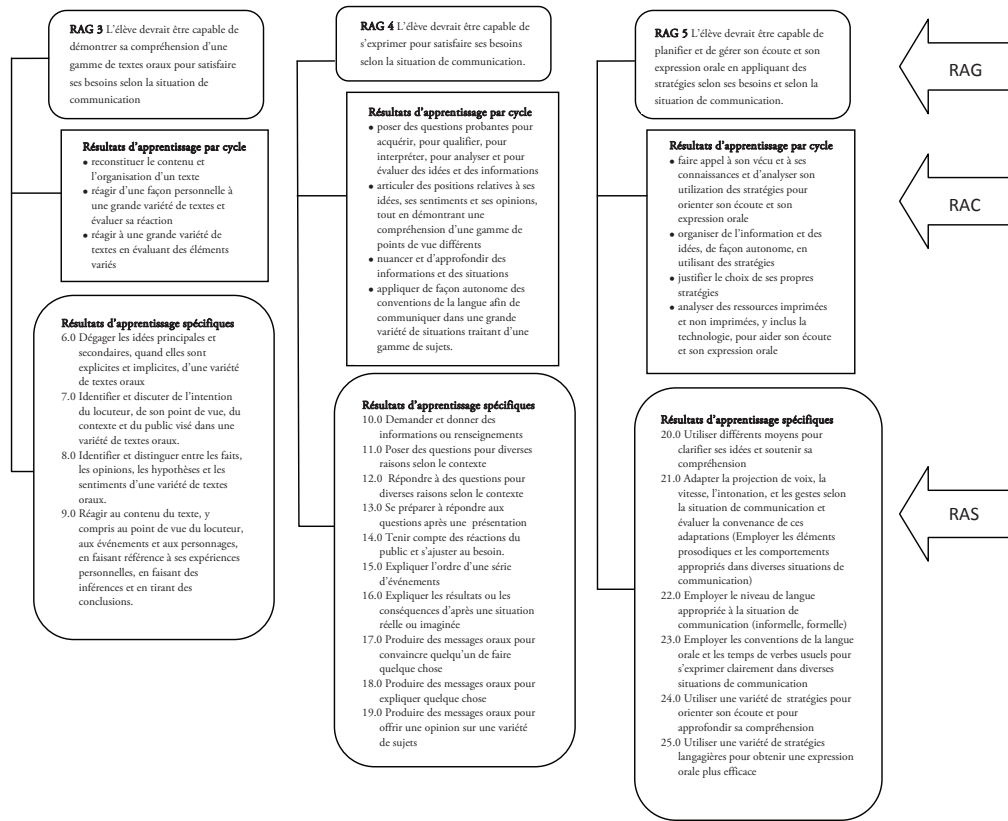 RAG 3 L'élève devrait être capable de
démontrer sa compréhension d'une
gamme de textes oraux pour satisfaire
ses besoins selon la situation de
communication
Résultats d'apprentissage par cycle
• reconstituer le contenu et
l'organisation d'un texte
• réagir d'une façon personnelle à
une grande variété de textes et
évaluer sa réaction
• réagir à une grande variété de
textes en évaluant des éléments
variés
Résultats d'apprentissage spécifiques
6.0 Dégager les idées principales et
secondaires, quand elles sont
explicites et implicites, d'une variété
de textes oraux
7.0 Identifier et discuter de l'intention
du locuteur, de son point de vue, du
contexte et du public visé dans une
variété de textes oraux.
8.0 Identifier et distinguer entre les faits,
les opinions, les hypothèses et les
sentiments d'une variété de textes
oraux.
9.0 Réagir au contenu du texte, y
compris au point de vue du locuteur,
aux événements et aux personnages,
en faisant référence à ses expériences
personnelles, en faisant des
inférences et en tirant des
conclusions.
RAG 4 L'élève devrait être capable de
s'exprimer pour satisfaire ses besoins
selon la situation de communication.
Résultats d'apprentissage par cycle
• poser des questions probantes pour
acquérir, pour qualifier, pour
interpréter, pour analyser et pour
évaluer des idées et des informations
• articuler des positions relatives à ses
idées, ses sentiments et ses opinions,
tout en démontrant une
compréhension d'une gamme de
points de vue différents
• nuancer et d'approfondir des
informations et des situations
• appliquer de façon autonome des
conventions de la langue afin de
communiquer dans une grande
variété de situations traitant d'une
gamme de sujets.
Résultats d'apprentissage spécifiques
10.0 Demander et donner des
informations ou renseignements
11.0 Poser des questions pour diverses
raisons selon le contexte
12.0 Répondre à des questions pour
diverses raisons selon le contexte
13.0 Se préparer à répondre aux
questions après une présentation
14.0 Tenir compte des réactions du
public et s'ajuster au besoin.
15.0 Expliquer l'ordre d'une série
d'événements
16.0 Expliquer les résultats ou les
conséquences d'après une situation
réelle ou imaginée
17.0 Produire des messages oraux pour
convaincre quelqu'un de faire
quelque chose
18.0 Produire des messages oraux pour
expliquer quelque chose
19.0 Produire des messages oraux pour
offrir une opinion sur une variété
de sujets
RAG 5 L'élève devrait être capable de
planifier et de gérer son écoute et son
expression orale en appliquant des
stratégies selon ses besoins et selon la
situation de communication.
Résultats d'apprentissage par cycle
• faire appel à son vécu et à ses
connaissances et d'analyser son
utilization des stratégies pour
orienter son écoute et son
expression orale
• organiser de l'information et des
idées, de façon autonome, en
utilisant des stratégies
• justifier le choix de ses propres
stratégies
• analyser des ressources imprimées
et non imprimées, y inclus la
technologie, pour aider son écoute
et son expression orale
Résultats d'apprentissage spécifiques
20.0 Utiliser différents moyens pour
clarifier ses idées et soutenir sa
compréhension
21.0 Adapter la projection de voix, la
vitesse, l'intonation, et les gestes selon
la situation de communication et
évaluer la convenance de ces
adaptations (Employer les éléments
prosodiques et les comportements
appropriés dans diverses situations de
communication)
22.0 Employer le niveau de langue
appropriée à la situation de
communication (informelle, formelle)
23.0 Employer les conventions de la langue
orale et les temps de verbes usuels pour
s'exprimer clairement dans diverses
situations de communication
24.0 Utiliser une variété de stratégies pour
orienter son écoute et pour
approfondir sa compréhension
25.0 Utiliser une variété de stratégies
langagières pour obtenir une expression
orale plus efficace
RAG
RAC
RAS